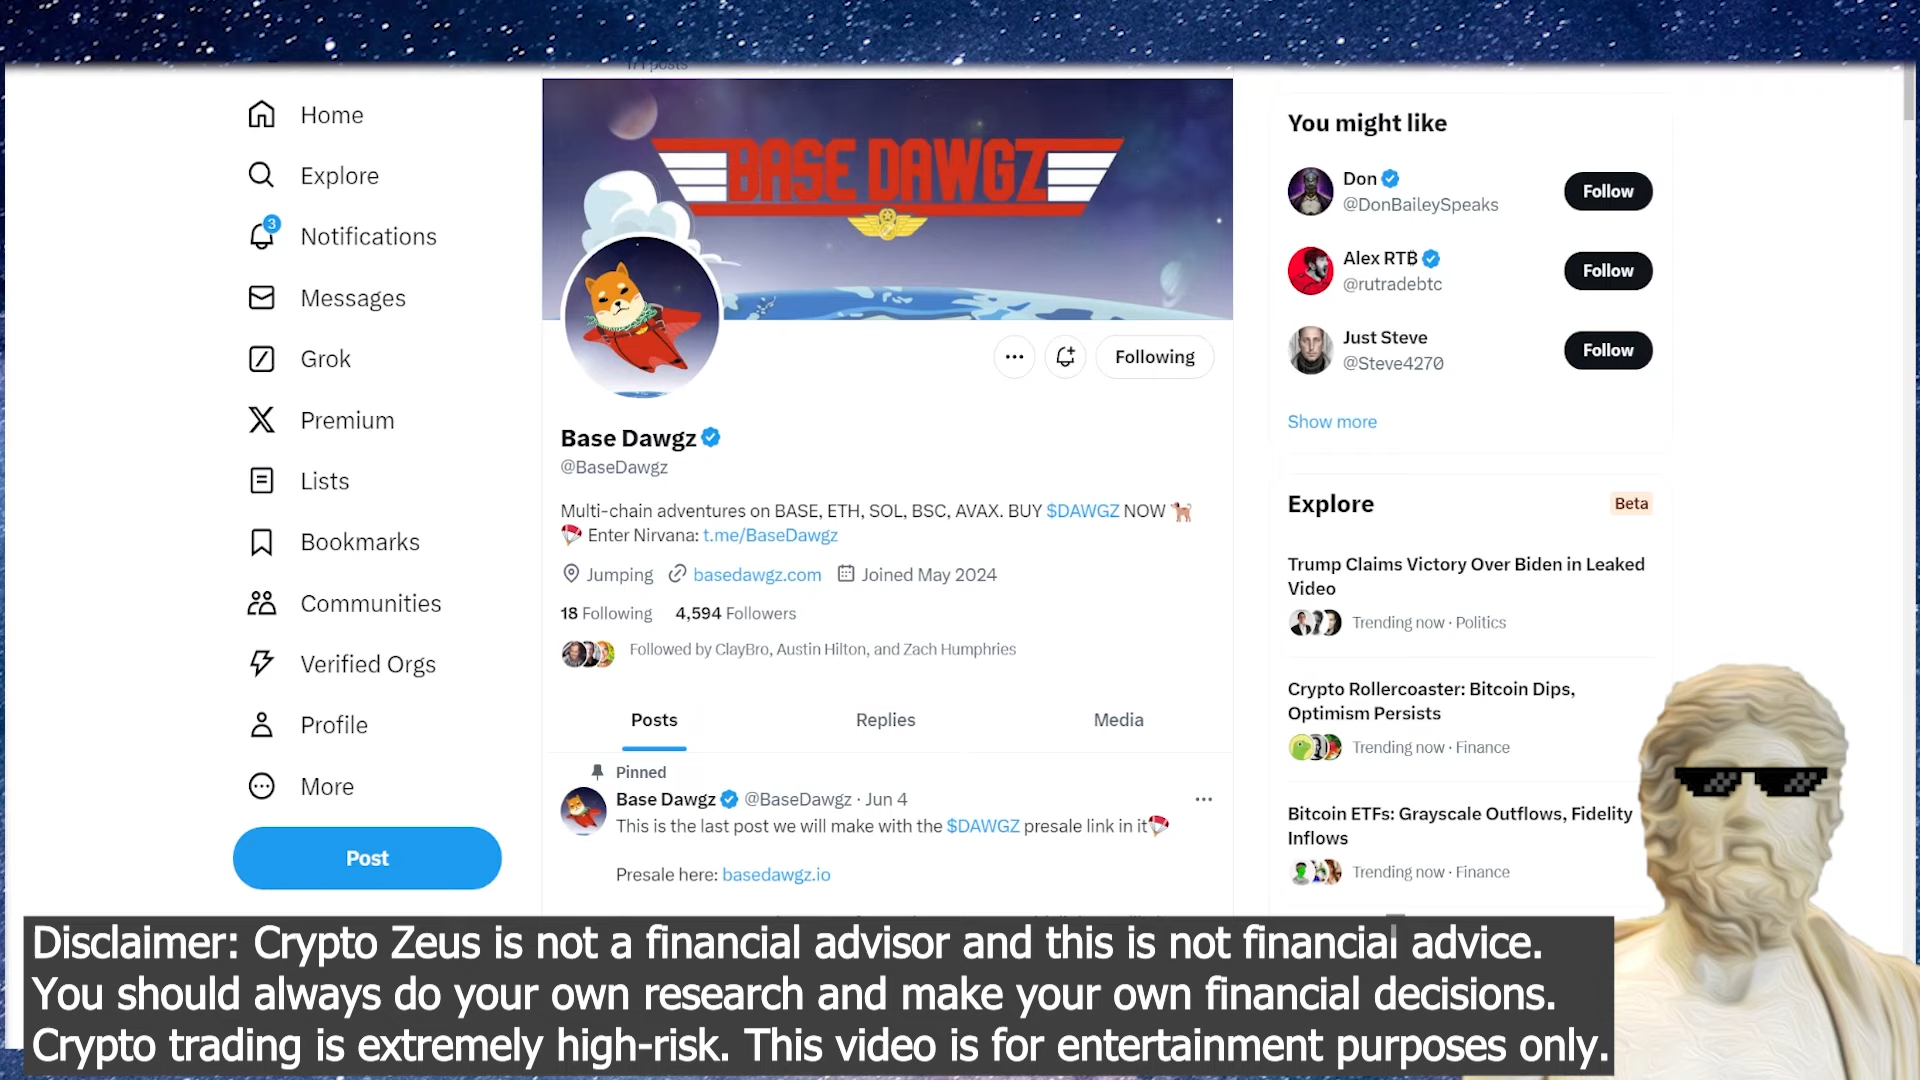 171 posts
Home
Explore
3
Notifications
Messages
Grok
Premium
Lists
Bookmarks
Communities
Verified Orgs
Profile
More
Post
BASE DAWGZ
Following
Base Dawgz
@BaseDawgz
Multi-chain adventures on BASE, ETH, SOL, BSC, AVAX. BUY $DAWGZ NOW 🐕
🪂 Enter Nirvana: t.me/BaseDawgz
Jumping basedawgz.com Joined May 2024
18 Following 4,594 Followers
Followed by ClayBro, Austin Hilton, and Zach Humphries
Posts Replies Media
Pinned
Base Dawgz @BaseDawgz · Jun 4
This is the last post we will make with the $DAWGZ presale link in it🪂
Presale here: basedawgz.io
You might like
Don
@DonBaileySpeaks
Follow
Alex RT₿
@rutradebtc
Follow
Just Steve
@Steve4270
Follow
Show more
Explore Beta
Trump Claims Victory Over Biden in Leaked
Video
Trending now · Politics
Crypto Rollercoaster: Bitcoin Dips,
Optimism Persists
Trending now · Finance
Bitcoin ETFs: Grayscale Outflows, Fidelity
Inflows
Trending now · Finance
Disclaimer: Crypto Zeus is not a financial advisor and this is not financial advice.
You should always do your own research and make your own financial decisions.
Crypto trading is extremely high-risk. This video is for entertainment purposes only.